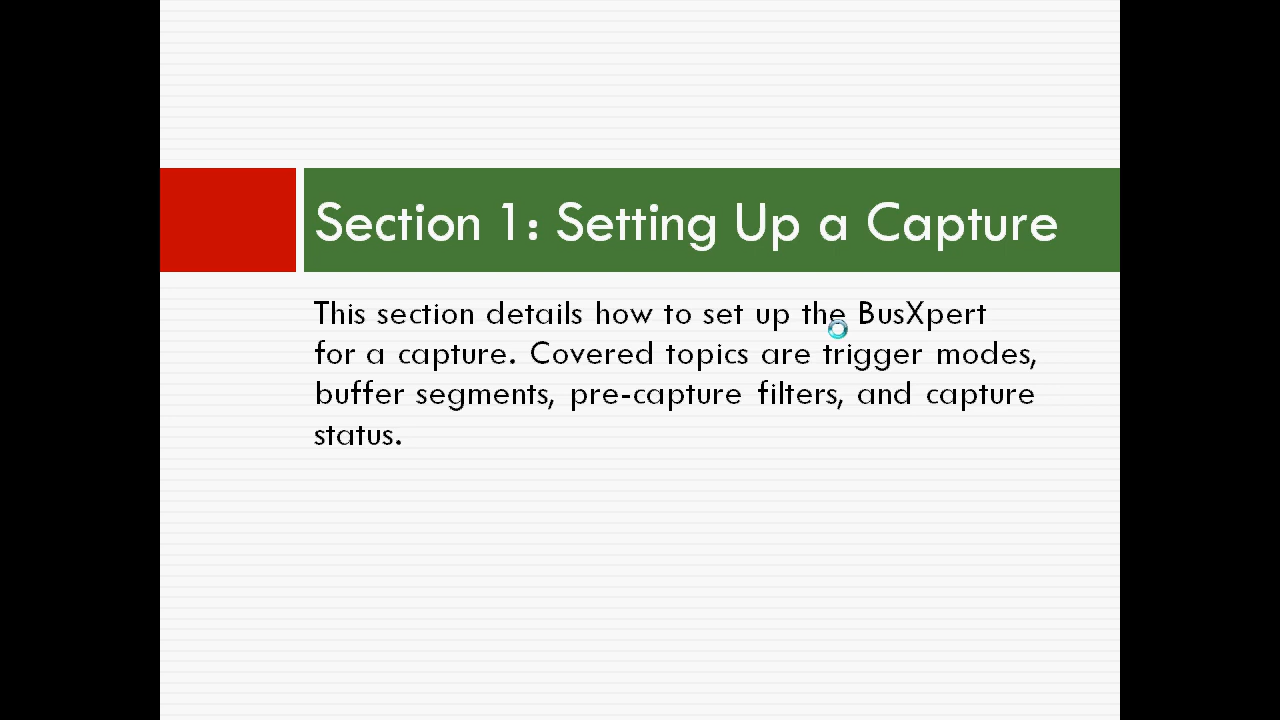 Section 1: Setting Up a Capture
This section details how to set up the BusXpert
for a capture. Covered topics are trigger modes,
buffer segments, pre-capture filters, and capture
status.